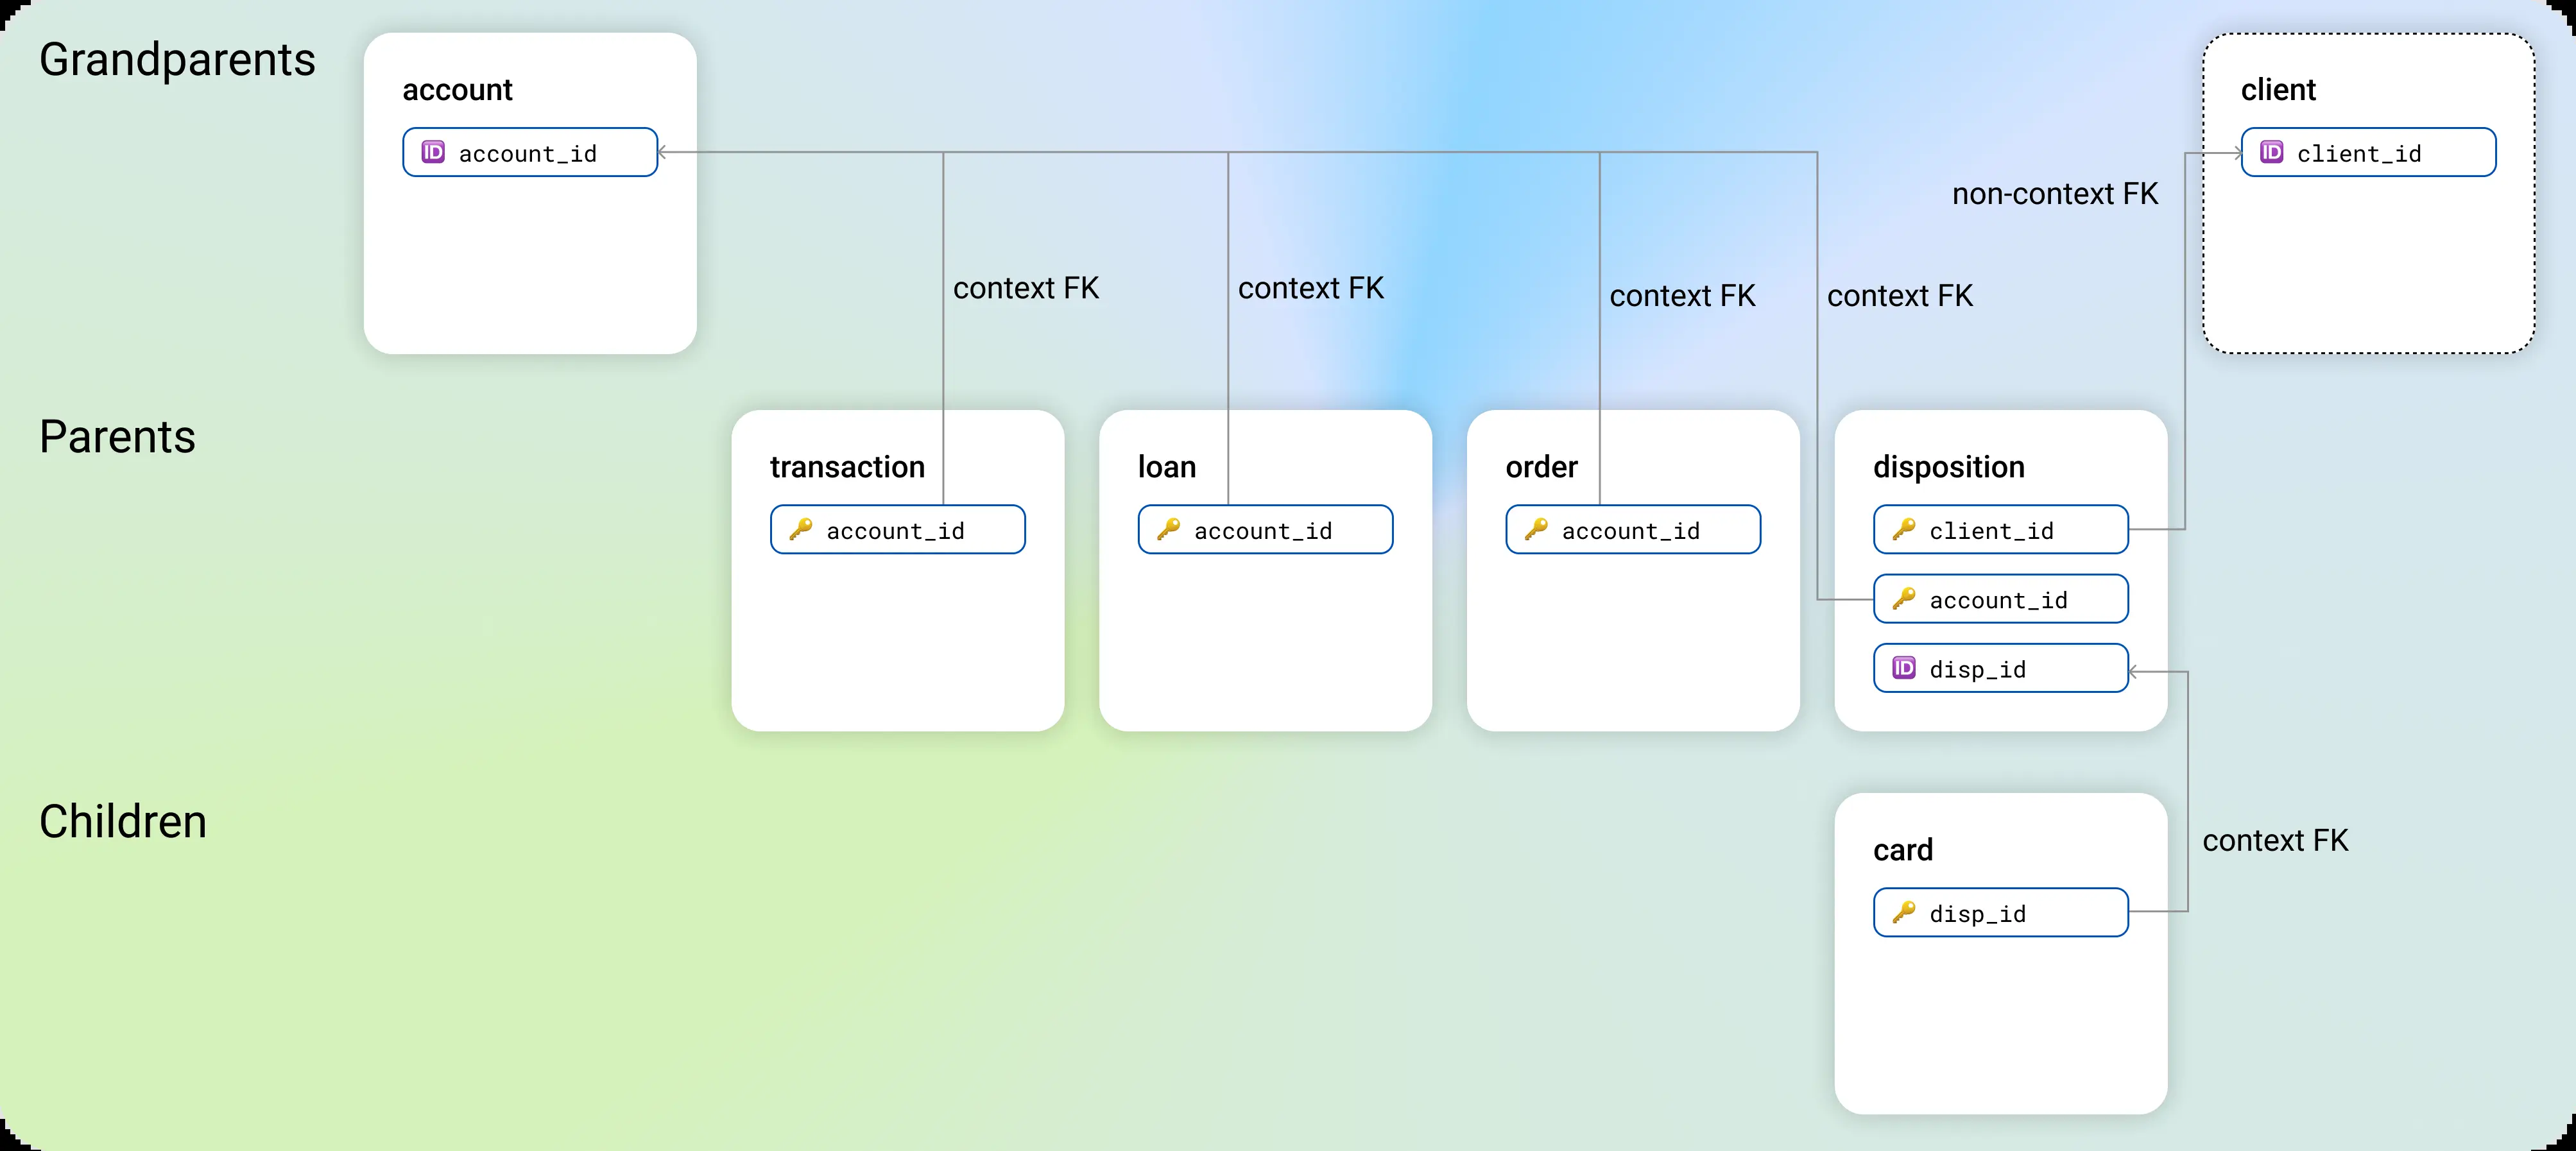 Grandparents
account
🆔 account_id
client
🆔 client_id
non-context FK
context FK
context FK
context FK
context FK
Parents
transaction
🔑 account_id
loan
🔑 account_id
order
🔑 account_id
disposition
🔑 client_id
🔑 account_id
🆔 disp_id
Children
card
🔑 disp_id
context FK